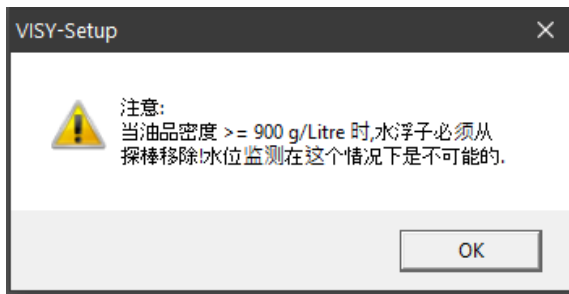 VISY-Setup
注意:
当油品密度 >= 900 g/Litre 时,水浮子必须从
探棒移除!水位监测在这个情况下是不可能的.
OK